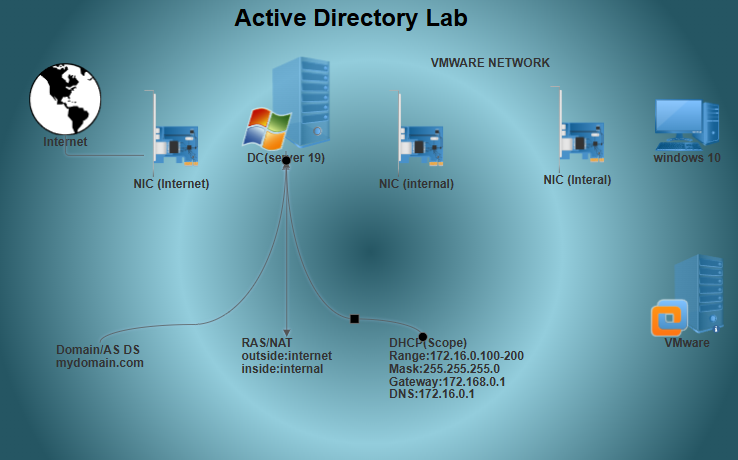 Active Directory Lab
VMWARE NETWORK
Internet
NIC (Internet)
DC(server 19)
NIC (internal)
NIC (Interal)
windows 10
Domain/AS DS
mydomain.com
RAS/NAT
outside:internet
inside:internal
DHCP(Scope)
Range:172.16.0.100-200
Mask:255.255.255.0
Gateway:172.168.0.1
DNS:172.16.0.1
VMware